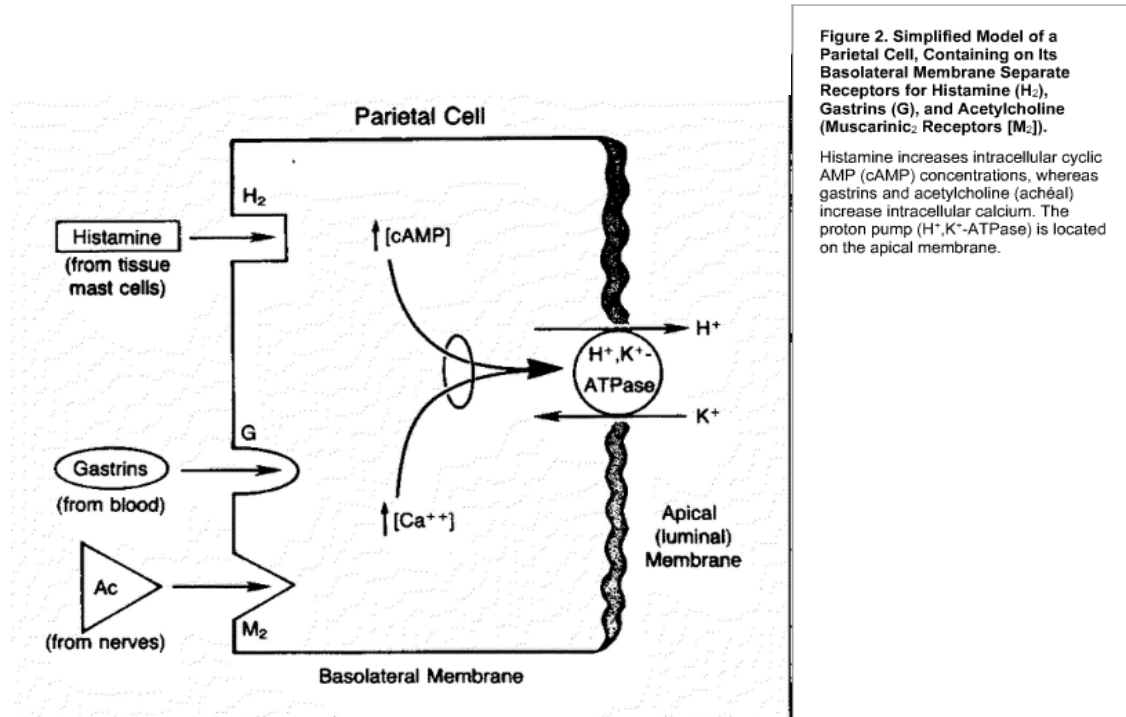 Parietal Cell
H₂
Histamine
(from tissue
mast cells)
[cAMP]
H⁺
H⁺,K⁺-
ATPase
K⁺
G
Gastrins
(from blood)
[Ca⁺⁺]
Apical
(luminal)
Membrane
Ac
(from nerves)
M₂
Basolateral Membrane
Figure 2. Simplified Model of a
Parietal Cell, Containing on Its
Basolateral Membrane Separate
Receptors for Histamine (H₂),
Gastrins (G), and Acetylcholine
(Muscarinic₂ Receptors [M₂]).
Histamine increases intracellular cyclic
AMP (cAMP) concentrations, whereas
gastrins and acetylcholine (achéal)
increase intracellular calcium. The
proton pump (H⁺,K⁺-ATPase) is located
on the apical membrane.